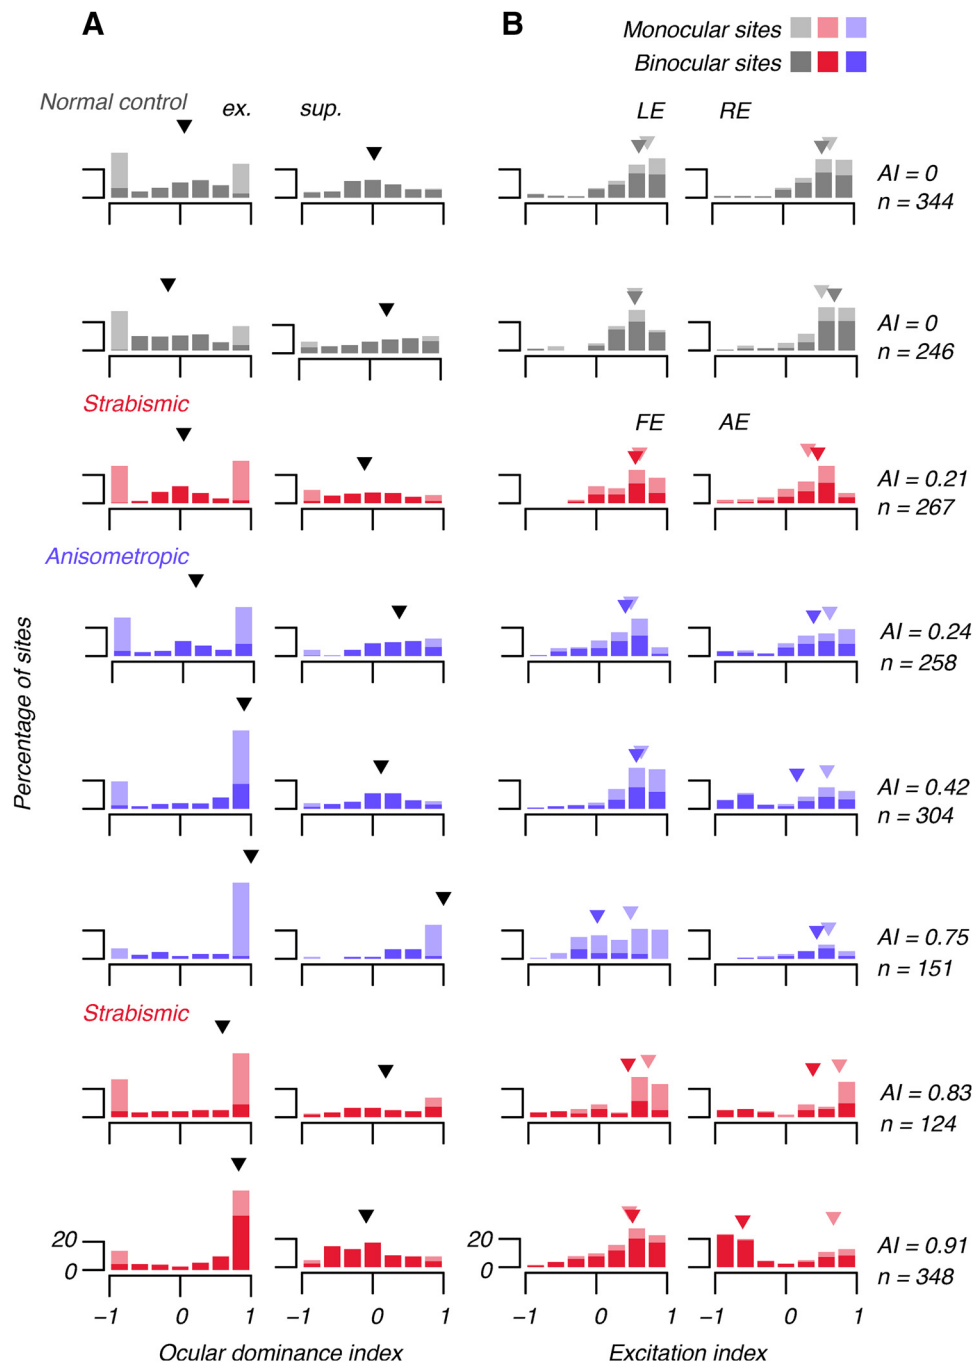 A
B
Monocular sites
Binocular sites
Normal control
ex.
sup.
LE
RE
AI = 0
n = 344
AI = 0
n = 246
Strabismic
FE
AE
AI = 0.21
n = 267
Anisometropic
AI = 0.24
n = 258
Percentage of sites
AI = 0.42
n = 304
AI = 0.75
n = 151
Strabismic
AI = 0.83
n = 124
20
0
20
0
AI = 0.91
n = 348
−1 0 1 −1 0 1 −1 0 1 −1 0 1
Ocular dominance index
Excitation index